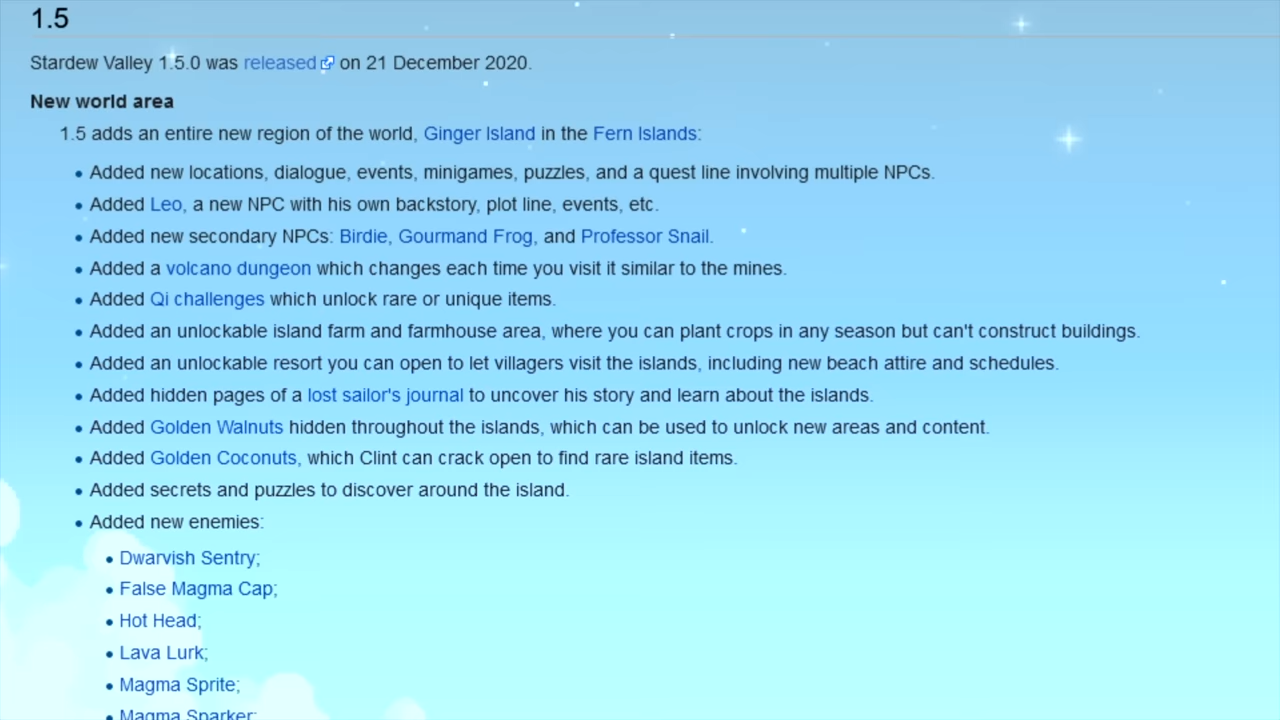 1.5
Stardew Valley 1.5.0 was released on 21 December 2020.
New world area
1.5 adds an entire new region of the world, Ginger Island in the Fern Islands:
• Added new locations, dialogue, events, minigames, puzzles, and a quest line involving multiple NPCs.
• Added Leo, a new NPC with his own backstory, plot line, events, etc.
• Added new secondary NPCs: Birdie, Gourmand Frog, and Professor Snail.
• Added a volcano dungeon which changes each time you visit it similar to the mines.
• Added Qi challenges which unlock rare or unique items.
• Added an unlockable island farm and farmhouse area, where you can plant crops in any season but can't construct buildings.
• Added an unlockable resort you can open to let villagers visit the islands, including new beach attire and schedules.
• Added hidden pages of a lost sailor's journal to uncover his story and learn about the islands.
• Added Golden Walnuts hidden throughout the islands, which can be used to unlock new areas and content.
• Added Golden Coconuts, which Clint can crack open to find rare island items.
• Added secrets and puzzles to discover around the island.
• Added new enemies:
• Dwarvish Sentry;
• False Magma Cap;
• Hot Head;
• Lava Lurk;
• Magma Sprite;
• Magma Sparker;